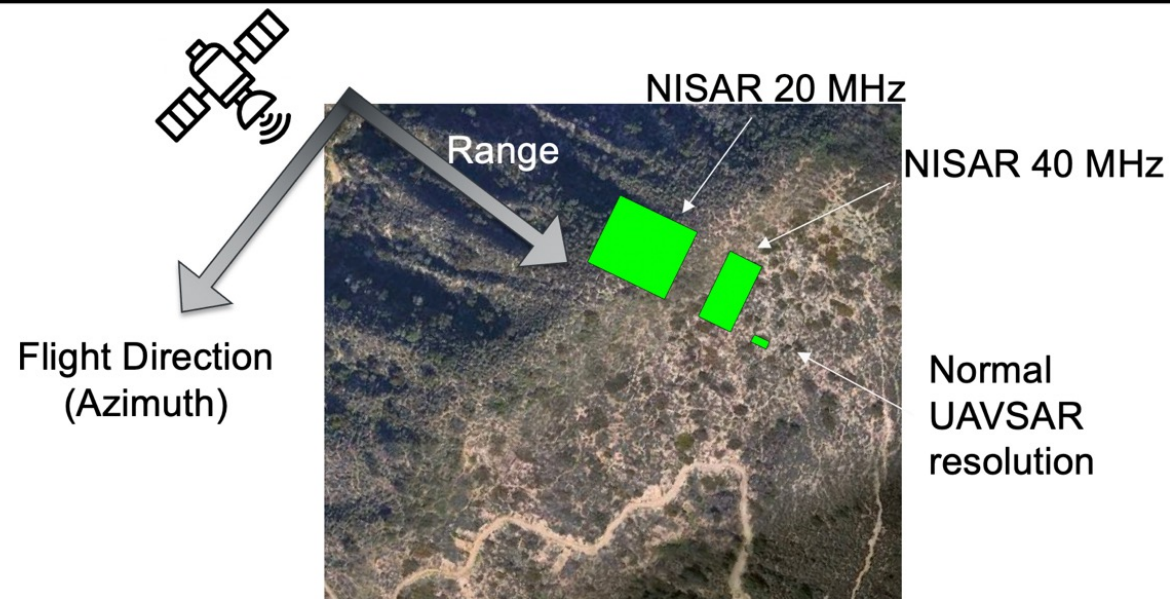 NISAR 20 MHz
Range
NISAR 40 MHz
Flight Direction
(Azimuth)
Normal
UAVSAR
resolution